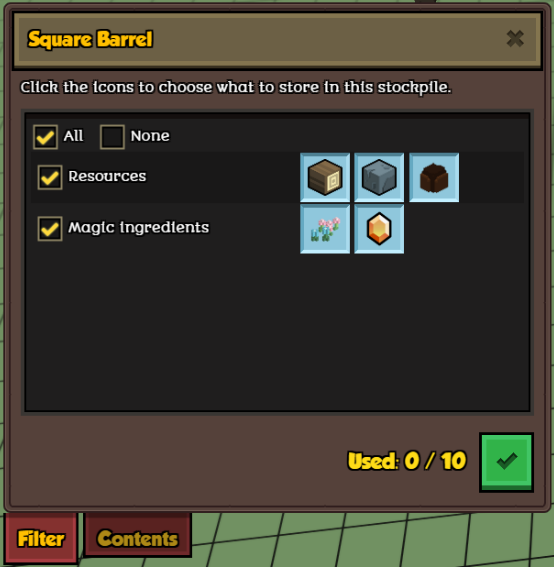 Square Barrel
Click the icons to choose what to store in this stockpile.
All None
Resources
Magic ingredients
Used: 0 / 10
Filter Contents